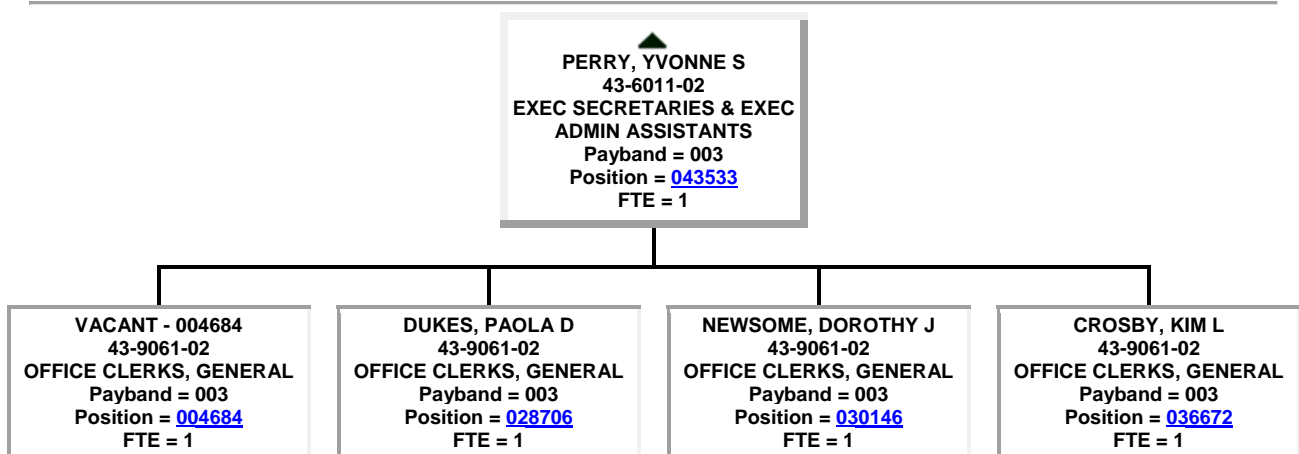 PERRY, YVONNE S
43-6011-02
EXEC SECRETARIES & EXEC
ADMIN ASSISTANTS
Payband = 003
Position = 043533
FTE = 1
VACANT - 004684
43-9061-02
OFFICE CLERKS, GENERAL
Payband = 003
Position = 004684
FTE = 1
DUKES, PAOLA D
43-9061-02
OFFICE CLERKS, GENERAL
Payband = 003
Position = 028706
FTE = 1
NEWSOME, DOROTHY J
43-9061-02
OFFICE CLERKS, GENERAL
Payband = 003
Position = 030146
FTE = 1
CROSBY, KIM L
43-9061-02
OFFICE CLERKS, GENERAL
Payband = 003
Position = 036672
FTE = 1